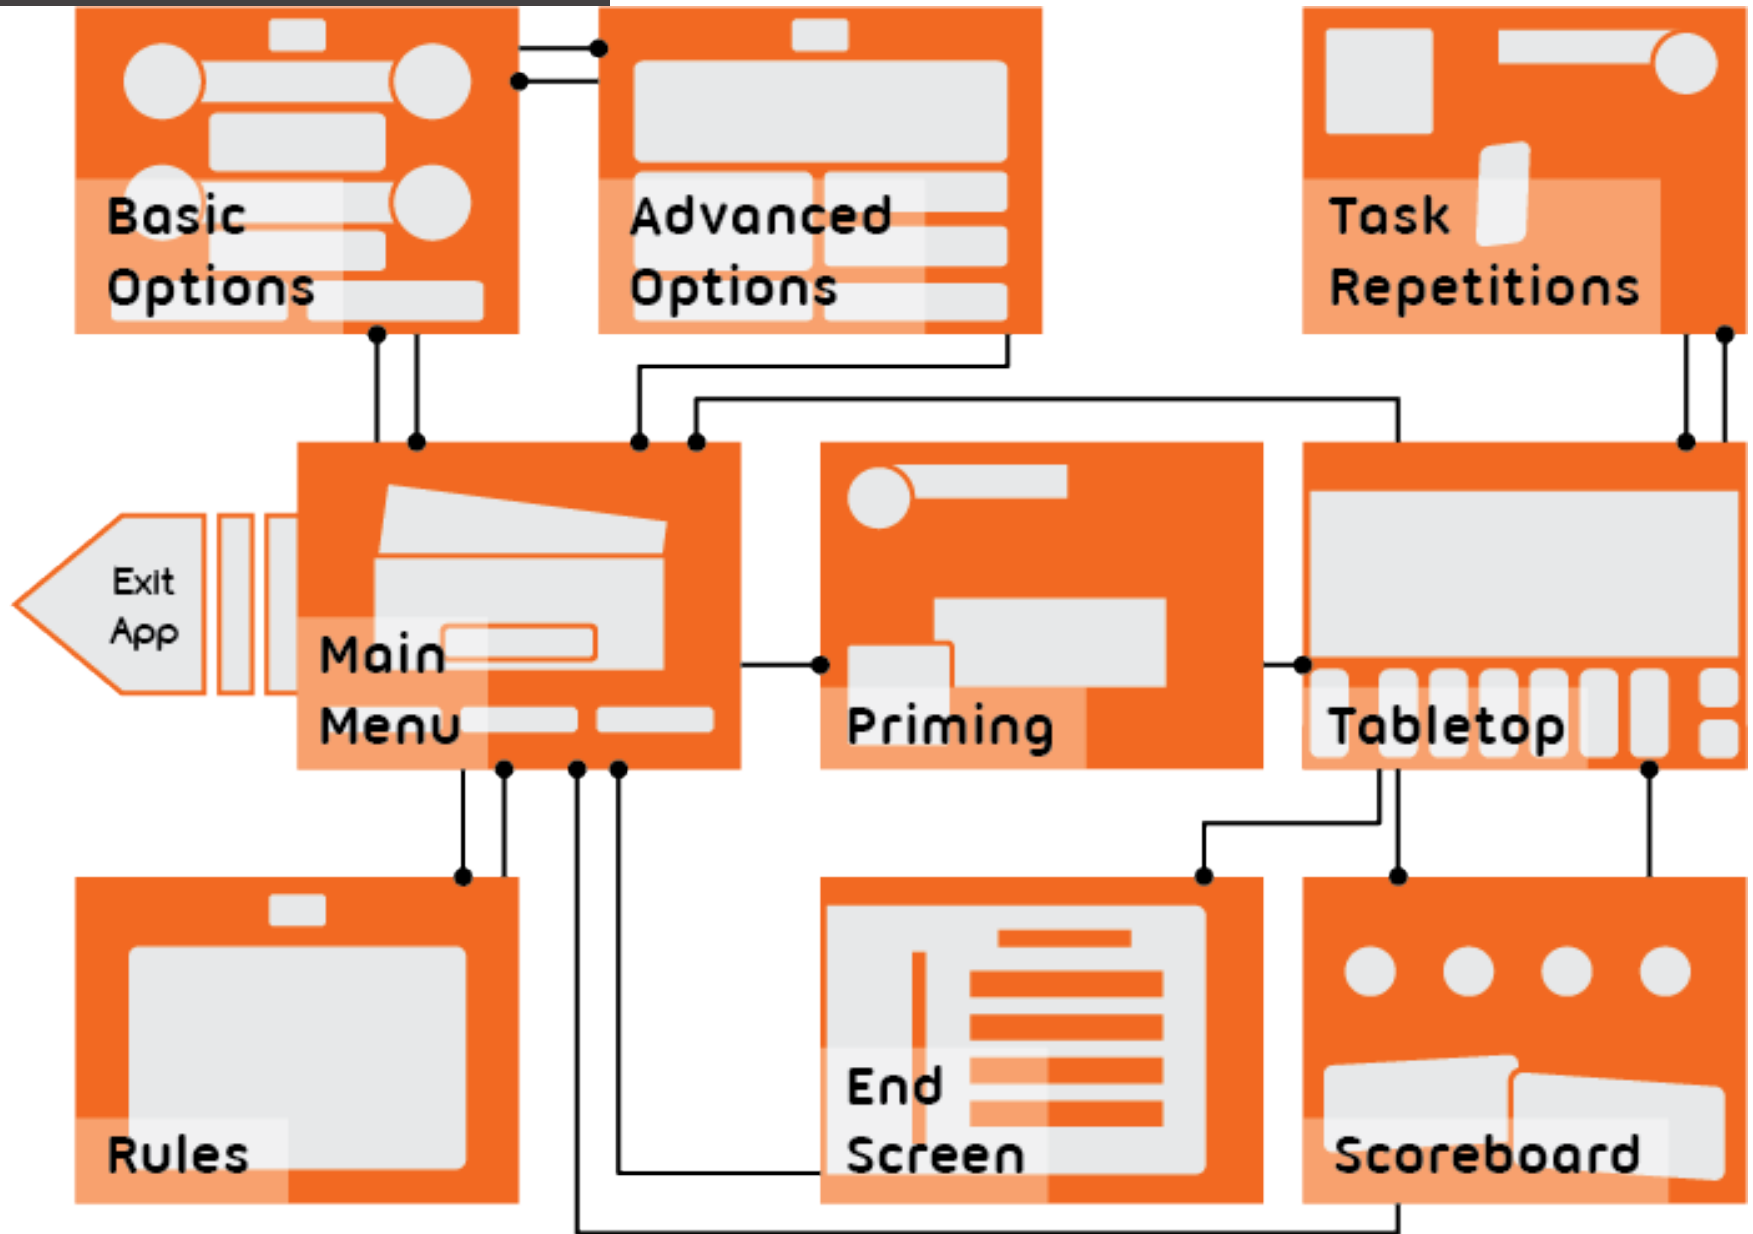 Basic
Options
Advanced
Options
Task
Repetitions
Exit
App
Main
Menu
Priming
Tabletop
Rules
End
Screen
Scoreboard